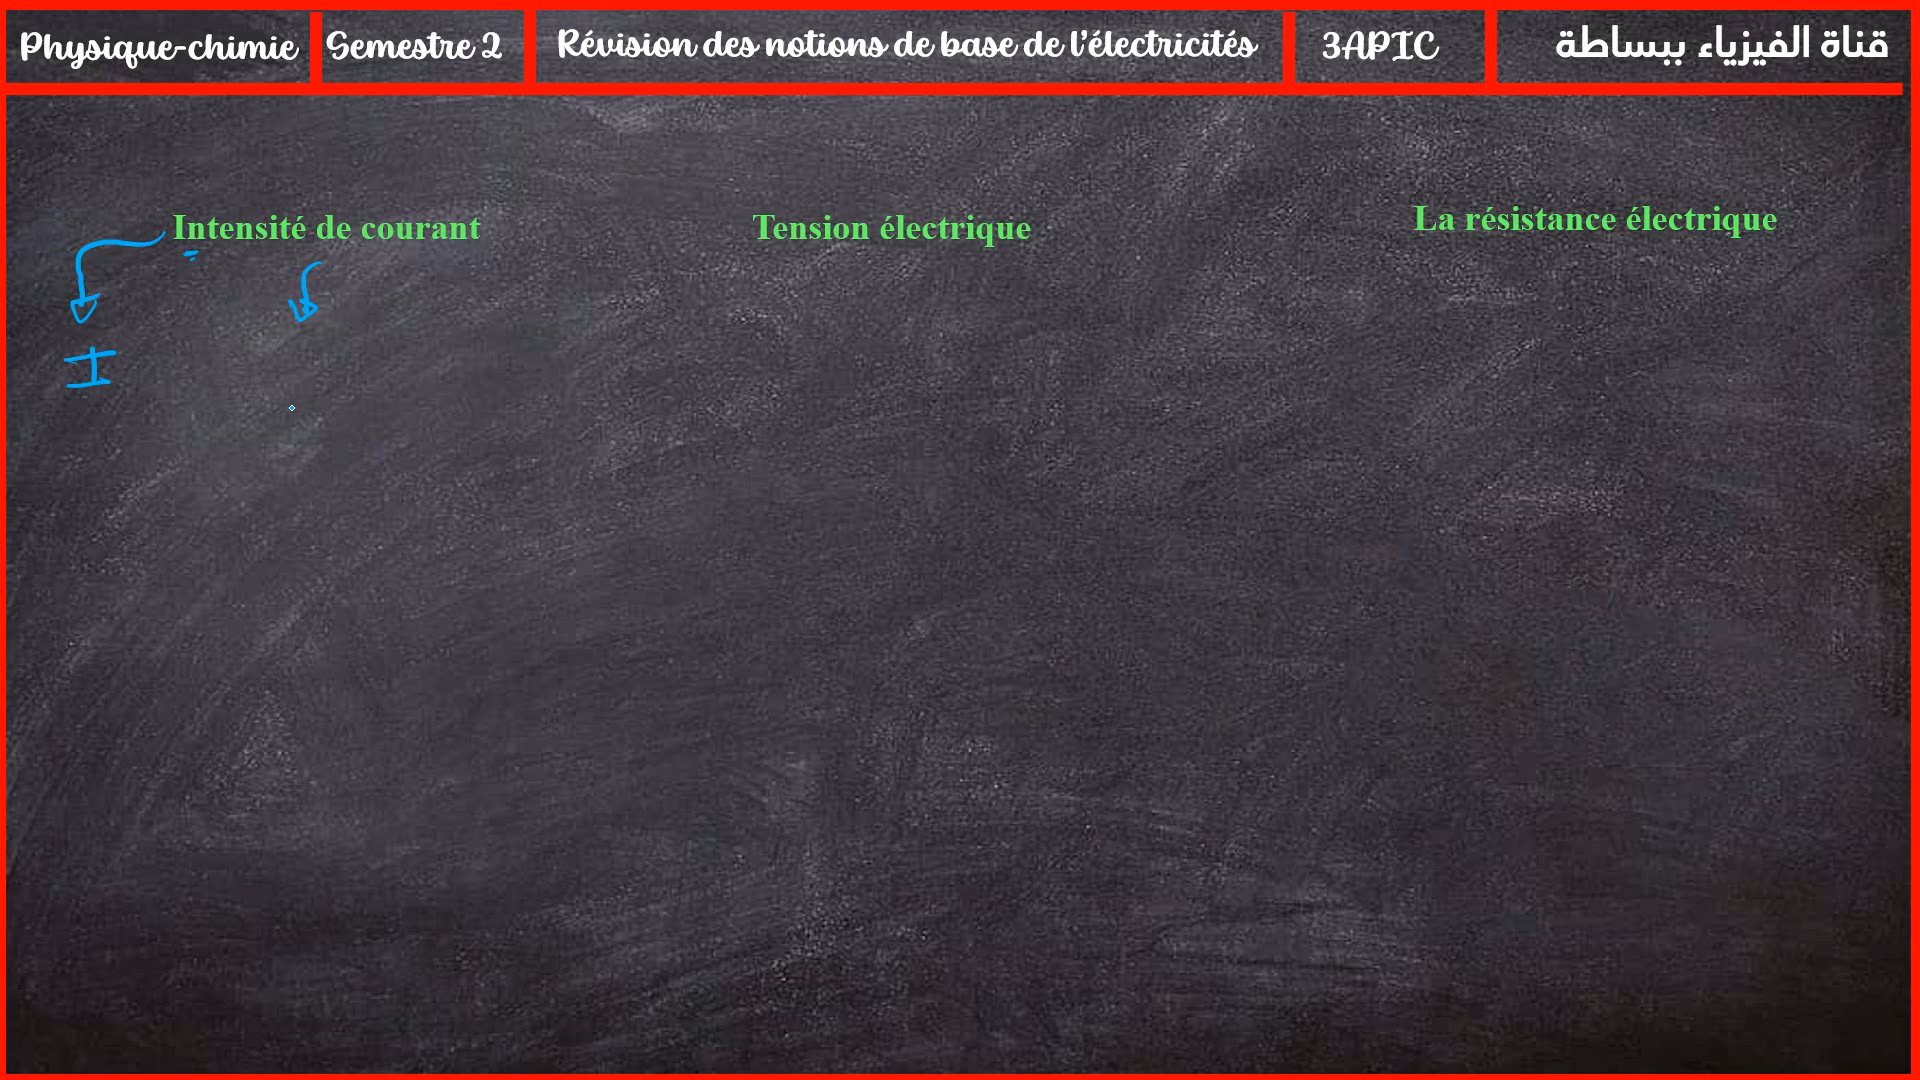 Physique-chimie
Semestre 2
Révision des notions de base de l'électricités
3APIC
قناة الفيزياء ببساطة
Intensité de courant
Tension électrique
La résistance électrique
I